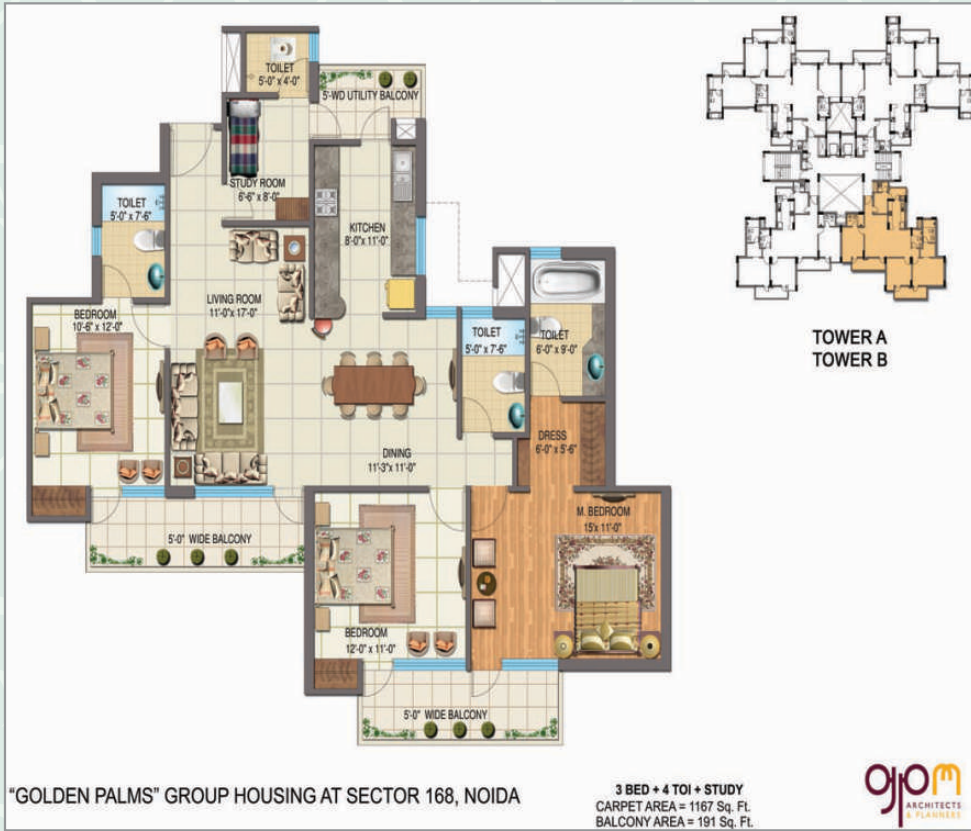 TOILET
5'-0" x 4'-0"
5'-WD UTILITY BALCONY
STUDY ROOM
6'-6" x 8'-0"
TOILET
5'-0" x 7'-6"
KITCHEN
8'-0"x 11'-0"
LIVING ROOM
11'-0"x 17'-0"
BEDROOM
10'-6" x 12'-0"
TOILET
5'-0" x 7'-6"
TOILET
6'-0" x 9'-0"
TOWER A
TOWER B
DRESS
6'-0" x 5'-6"
DINING
11'-3"x 11'-0"
M. BEDROOM
15'x 11'-0"
5'-0" WIDE BALCONY
BEDROOM
12'-0" x 11'-0"
5'-0" WIDE BALCONY
"GOLDEN PALMS" GROUP HOUSING AT SECTOR 168, NOIDA
3 BED + 4 TOI + STUDY
CARPET AREA = 1167 Sq. Ft.
BALCONY AREA = 191 Sq. Ft.
gpm
ARCHITECTS
& PLANNERS